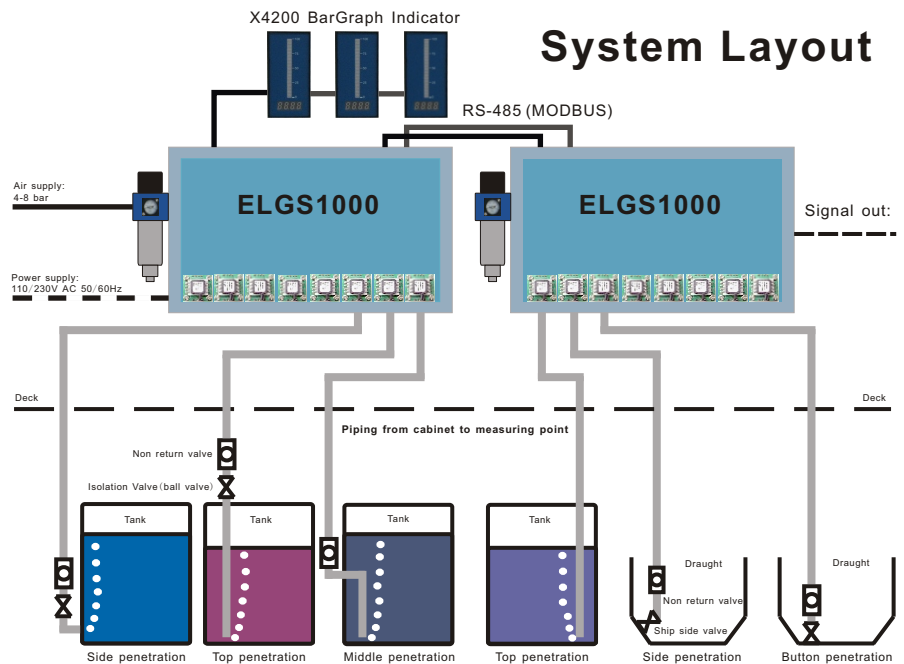 X4200 BarGraph Indicator
System Layout
RS-485 (MODBUS)
Air supply:
4-8 bar
ELGS1000
ELGS1000
Signal out:
Power supply:
110/230V AC 50/60Hz
Deck
Deck
Piping from cabinet to measuring point
Non return valve
Isolation Valve(ball valve)
Tank
Tank
Tank
Tank
Draught
Draught
Non return valve
Ship side valve
Side penetration
Top penetration
Middle penetration
Top penetration
Side penetration
Button penetration